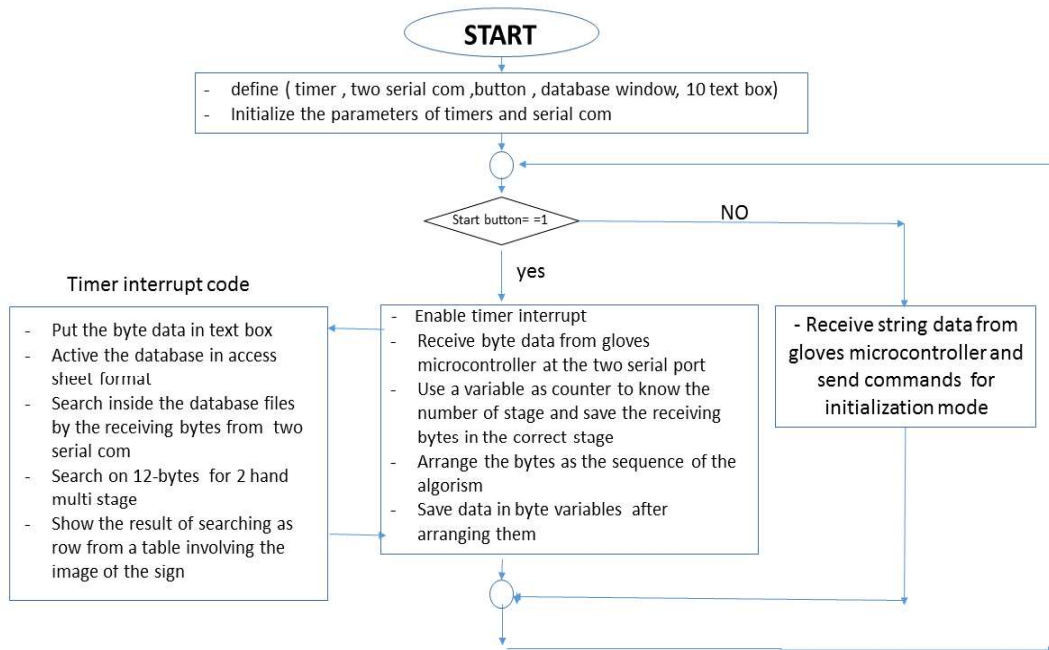 START
- define ( timer , two serial com ,button , database window, 10 text box)
- Initialize the parameters of timers and serial com
Start button= =1
NO
yes
Timer interrupt code
- Put the byte data in text box
- Active the database in access
sheet format
- Search inside the database files
by the receiving bytes from two
serial com
- Search on 12-bytes for 2 hand
multi stage
- Show the result of searching as
row from a table involving the
image of the sign
- Enable timer interrupt
- Receive byte data from gloves
microcontroller at the two serial port
- Use a variable as counter to know the
number of stage and save the receiving
bytes in the correct stage
- Arrange the bytes as the sequence of the
algorism
- Save data in byte variables after
arranging them
- Receive string data from
gloves microcontroller and
send commands for
initialization mode